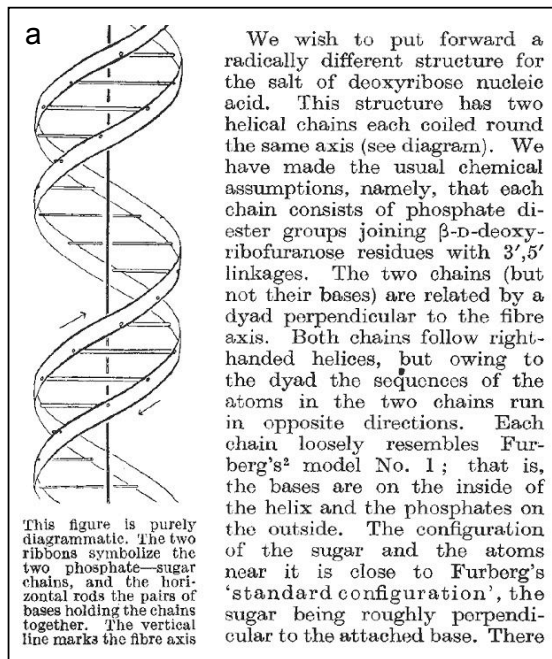 a
This figure is purely
diagrammatic. The two
ribbons symbolize the
two phosphate—sugar
chains, and the hori-
zontal rods the pairs of
bases holding the chains
together. The vertical
line marks the fibre axis
We wish to put forward a
radically different structure for
the salt of deoxyribose nucleic
acid. This structure has two
helical chains each coiled round
the same axis (see diagram). We
have made the usual chemical
assumptions, namely, that each
chain consists of phosphate di-
ester groups joining β-D-deoxy-
ribofuranose residues with 3′,5′
linkages. The two chains (but
not their bases) are related by a
dyad perpendicular to the fibre
axis. Both chains follow right-
handed helices, but owing to
the dyad the sequences of the
atoms in the two chains run
in opposite directions. Each
chain loosely resembles Fur-
berg's² model No. 1; that is,
the bases are on the inside of
the helix and the phosphates on
the outside. The configuration
of the sugar and the atoms
near it is close to Furberg's
'standard configuration', the
sugar being roughly perpendi-
cular to the attached base. There